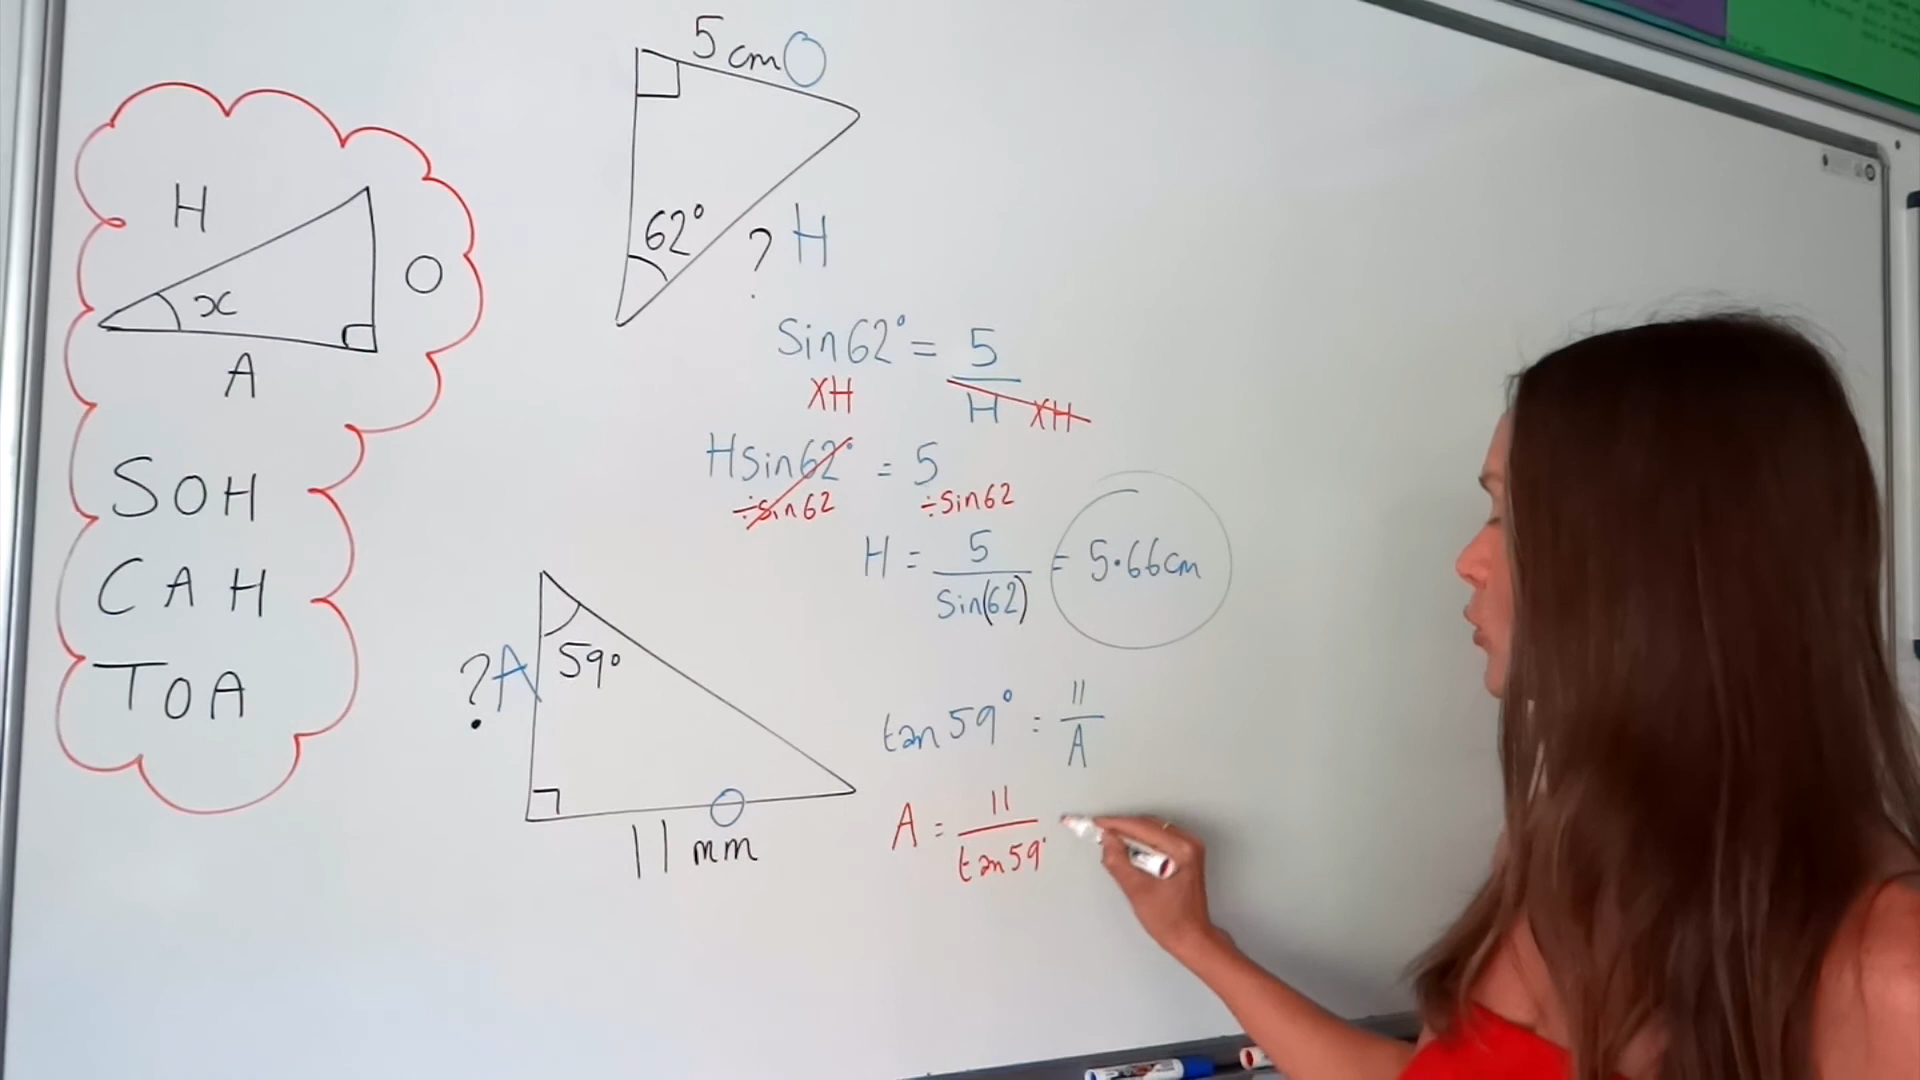 H
x
O
A
SOH
CAH
TOA
5cm O
62°
? H
Sin62° = 5/H
XH XH
Hsin62° = 5
÷sin62 ÷sin62
H = 5/Sin(62) = 5.66cm
?A 59°
O
11 mm
tan59° = 11/A
A = 11/tan59°